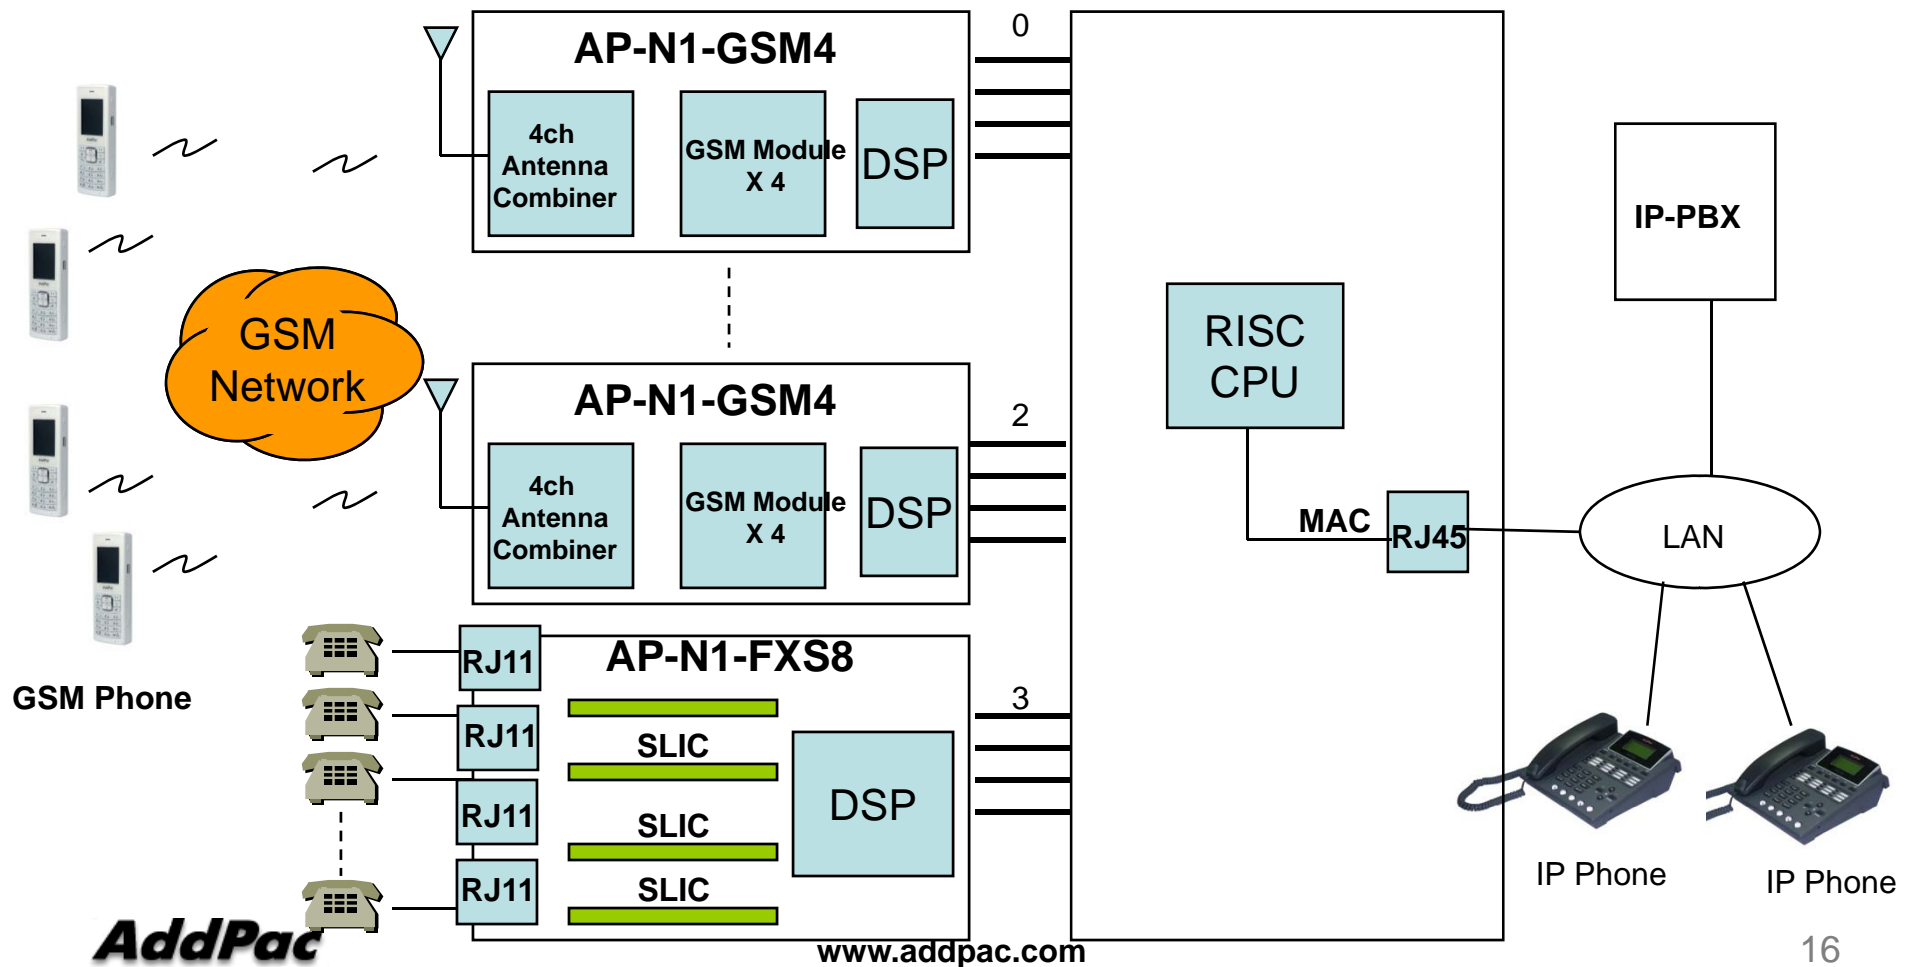 AP-N1-GSM4
0
4ch
Antenna
Combiner
GSM Module
X 4
DSP
IP-PBX
GSM
Network
RISC
CPU
AP-N1-GSM4
2
4ch
Antenna
Combiner
GSM Module
X 4
DSP
MAC
RJ45
LAN
GSM Phone
RJ11
AP-N1-FXS8
3
RJ11
SLIC
RJ11
SLIC
DSP
RJ11
SLIC
IP Phone
IP Phone
AddPac
www.addpac.com
16